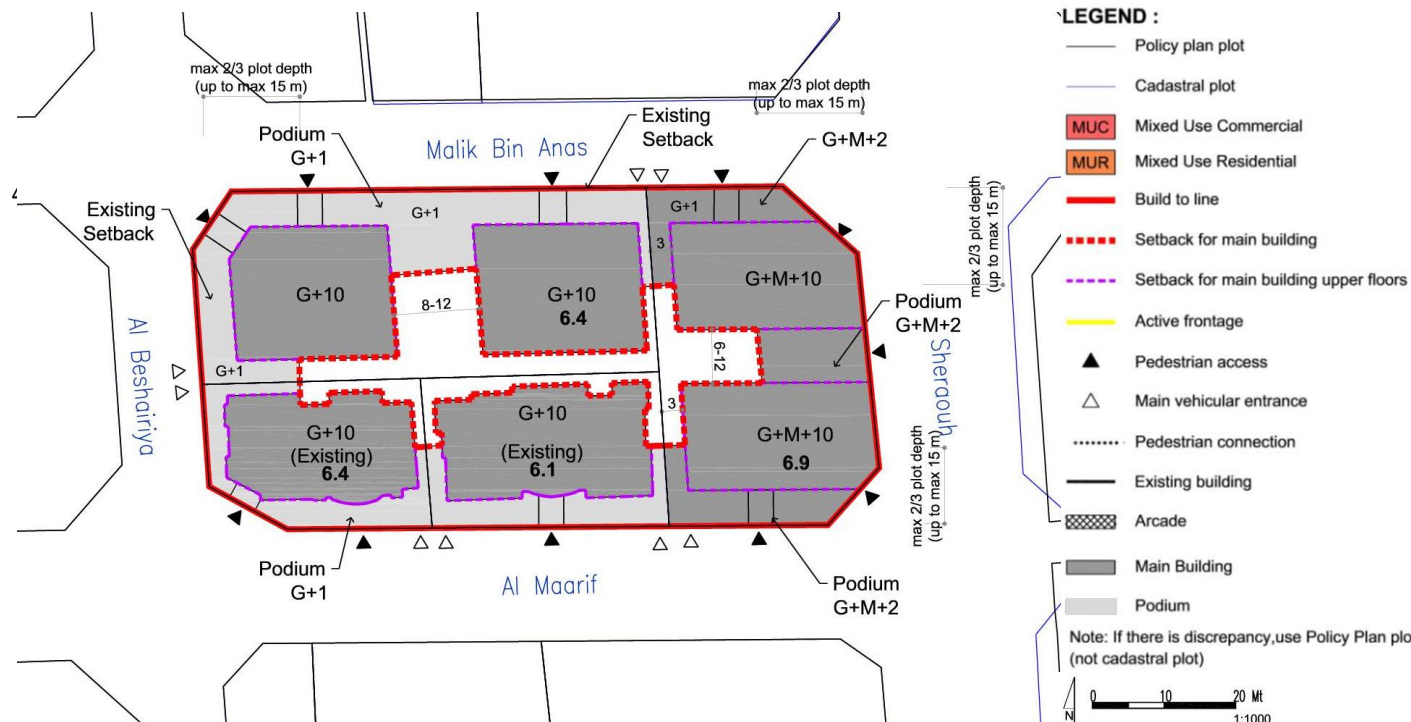 max 2/3 plot depth
(up to max 15 m)
max 2/3 plot depth
(up to max 15 m)
Existing
Setback
Podium
G+1
Malik Bin Anas
G+M+2
Existing
Setback
G+1
G+1
3
max 2/3 plot depth
(up to max 15 m)
G+10
8-12
G+10
6.4
G+M+10
Podium
G+M+2
6-12
Al Beshairiya
Sheraouh
G+1
G+10
(Existing)
6.4
G+10
(Existing)
6.1
3
G+M+10
6.9
max 2/3 plot depth
(up to max 15 m)
Podium
G+1
Al Maarif
Podium
G+M+2
LEGEND :
Policy plan plot
Cadastral plot
MUC Mixed Use Commercial
MUR Mixed Use Residential
Build to line
Setback for main building
Setback for main building upper floors
Active frontage
Pedestrian access
Main vehicular entrance
Pedestrian connection
Existing building
Arcade
Main Building
Podium
Note: If there is discrepancy,use Policy Plan plo
(not cadastral plot)
N
0 10 20 Mt
1:1000